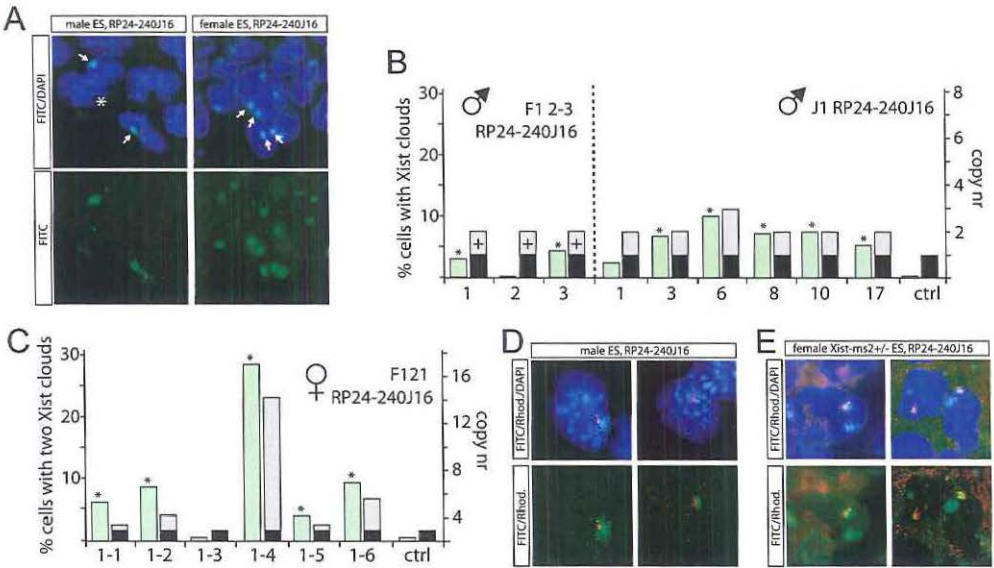 A
male ES, RP24-240J16
female ES, RP24-240J16
FITC/DAPI
*
FITC
B
% cells with Xist clouds
30
20
10
♂
F1 2-3
RP24-240J16
♂ J1 RP24-240J16
8
6
4
2
copy nr
* + + * + * * * * *
1 2 3 1 3 6 8 10 17 ctrl
C
% cells with two Xist clouds
30
20
10
♀
F121
RP24-240J16
16
12
8
4
copy nr
* * * * *
1-1 1-2 1-3 1-4 1-5 1-6 ctrl
D
male ES, RP24-240J16
FITC/Rhod./DAPI
FITC/Rhod.
E
female Xist-ms2+/- ES, RP24-240J16
FITC/Rhod./DAPI
FITC/Rhod.